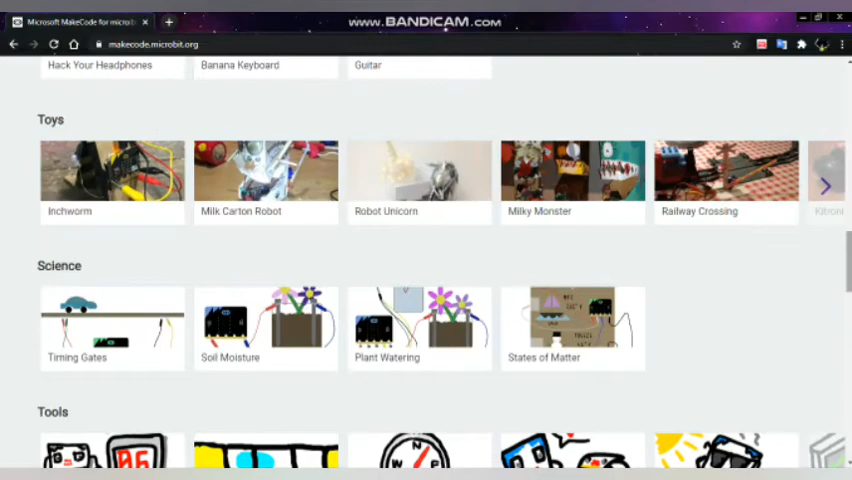 Microsoft MakeCode for micro:b
WWW.BANDICAM.COM
makecode.microbit.org
Hack Your Headphones
Banana Keyboard
Guitar
Toys
Inchworm
Milk Carton Robot
Robot Unicorn
Milky Monster
Railway Crossing
Kitroni
Science
Timing Gates
Soil Moisture
Plant Watering
States of Matter
Tools